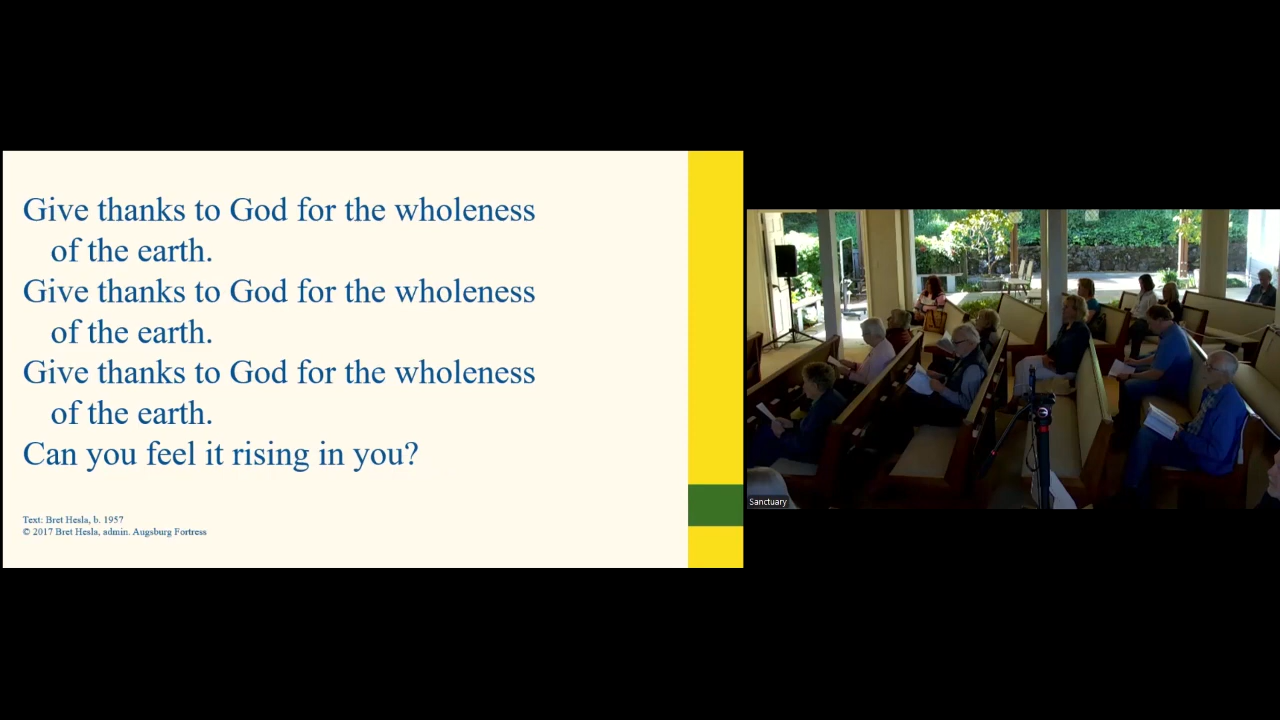 Give thanks to God for the wholeness
of the earth.
Give thanks to God for the wholeness
of the earth.
Give thanks to God for the wholeness
of the earth.
Can you feel it rising in you?
Text: Bret Hesla, b. 1957
© 2017 Bret Hesla, admin. Augsburg Fortress
Sanctuary